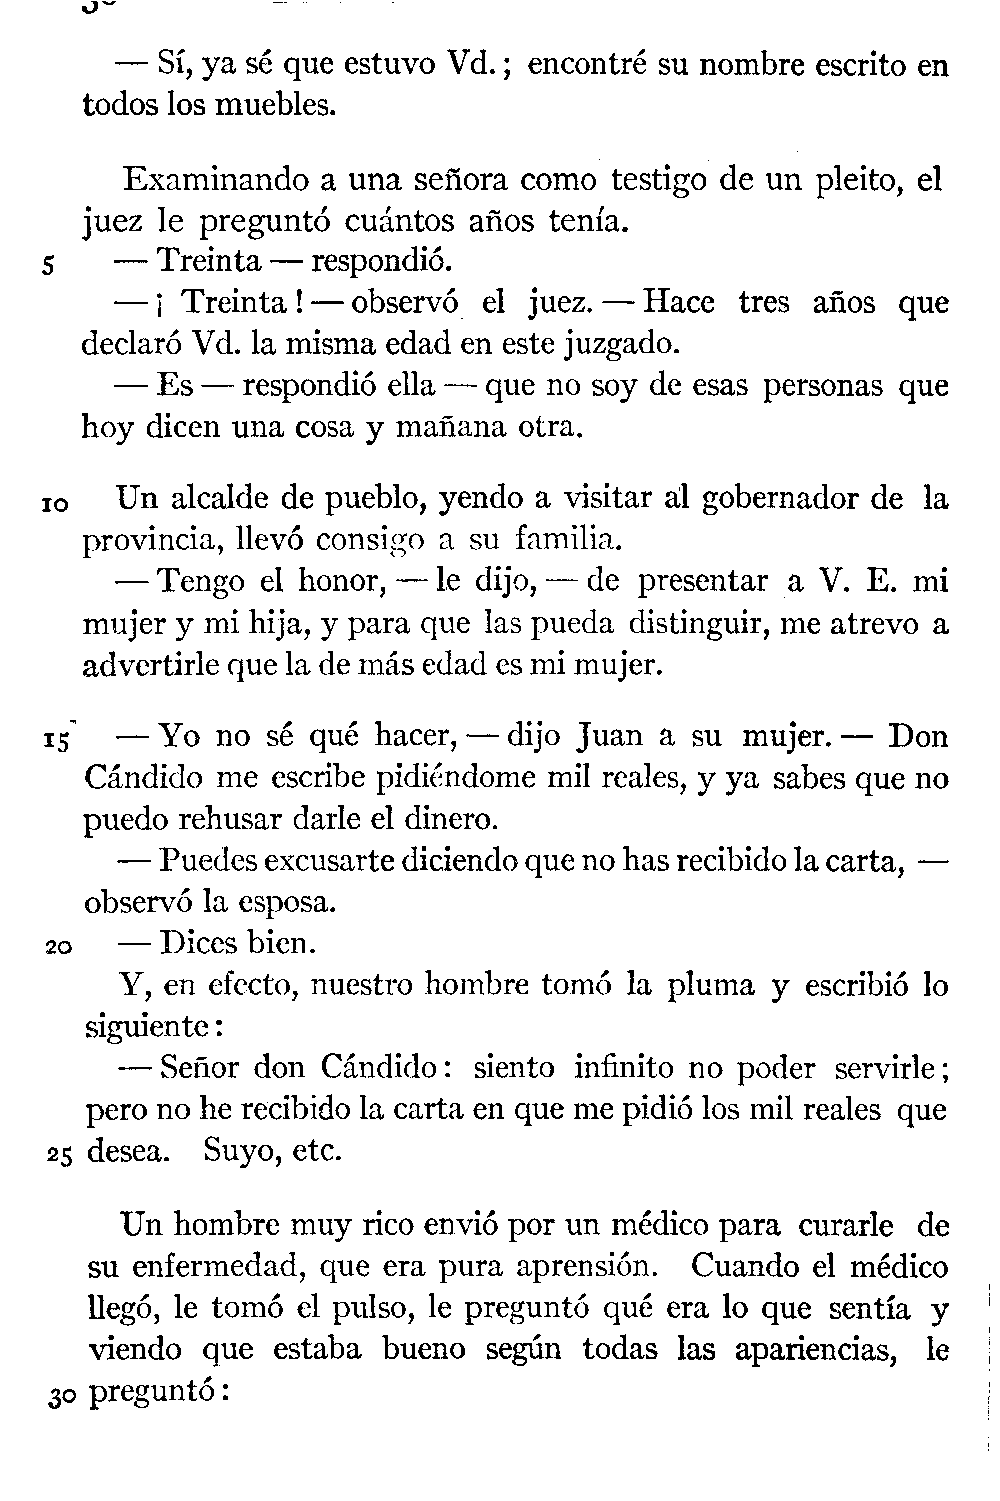 — Sí, ya sé que estuvo Vd. ; encontré su nombre escrito en
todos los muebles.
Examinando a una señora como testigo de un pleito, el
juez le preguntó cuántos años tenía.
5 — Treinta — respondió.
— ¡ Treinta ! — observó el juez. — Hace tres años que
declaró Vd. la misma edad en este juzgado.
— Es — respondió ella — que no soy de esas personas que
hoy dicen una cosa y mañana otra.
10 Un alcalde de pueblo, yendo a visitar al gobernador de la
provincia, llevó consigo a su familia.
— Tengo el honor, — le dijo, — de presentar a V. E. mi
mujer y mi hija, y para que las pueda distinguir, me atrevo a
advertirle que la de más edad es mi mujer.
15 — Yo no sé qué hacer, — dijo Juan a su mujer. — Don
Cándido me escribe pidiéndome mil reales, y ya sabes que no
puedo rehusar darle el dinero.
— Puedes excusarte diciendo que no has recibido la carta, —
observó la esposa.
20 — Dices bien.
Y, en efecto, nuestro hombre tomó la pluma y escribió lo
siguiente :
— Señor don Cándido : siento infinito no poder servirle ;
pero no he recibido la carta en que me pidió los mil reales que
25 desea. Suyo, etc.
Un hombre muy rico envió por un médico para curarle de
su enfermedad, que era pura aprensión. Cuando el médico
llegó, le tomó el pulso, le preguntó qué era lo que sentía y
viendo que estaba bueno según todas las apariencias, le
30 preguntó :